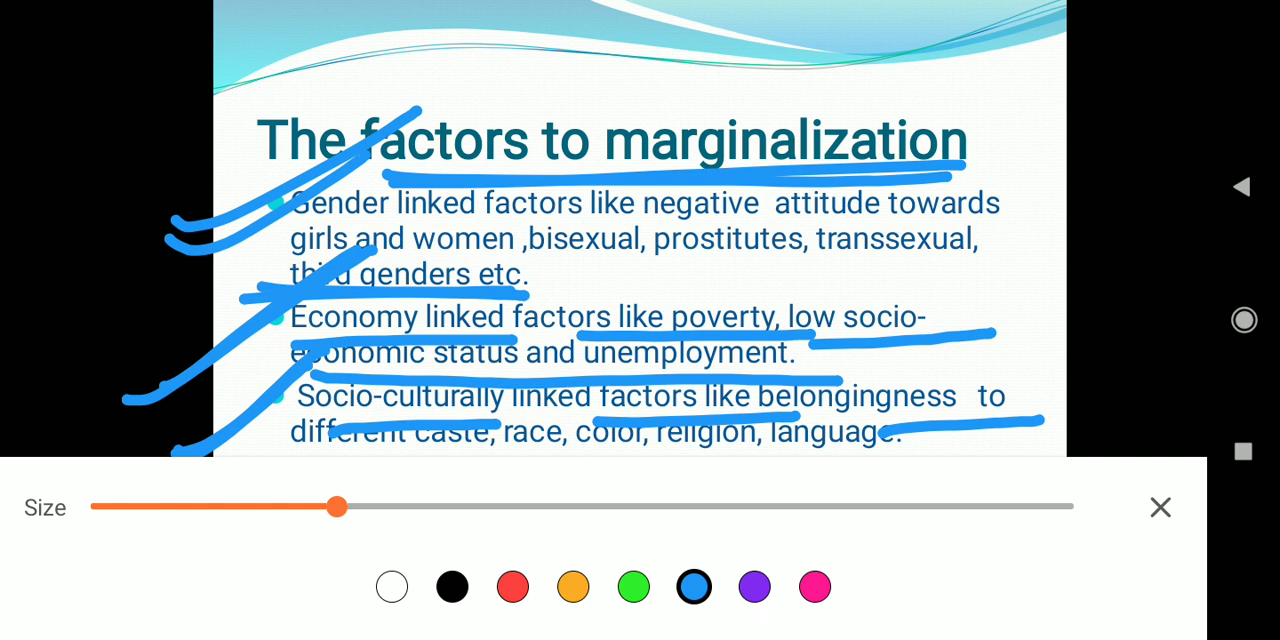 The factors to marginalization
Gender linked factors like negative attitude towards
girls and women ,bisexual, prostitutes, transsexual,
third genders etc.
Economy linked factors like poverty, low socio-
economic status and unemployment.
Socio-culturally linked factors like belongingness to
different caste, race, color, religion, language.
Size